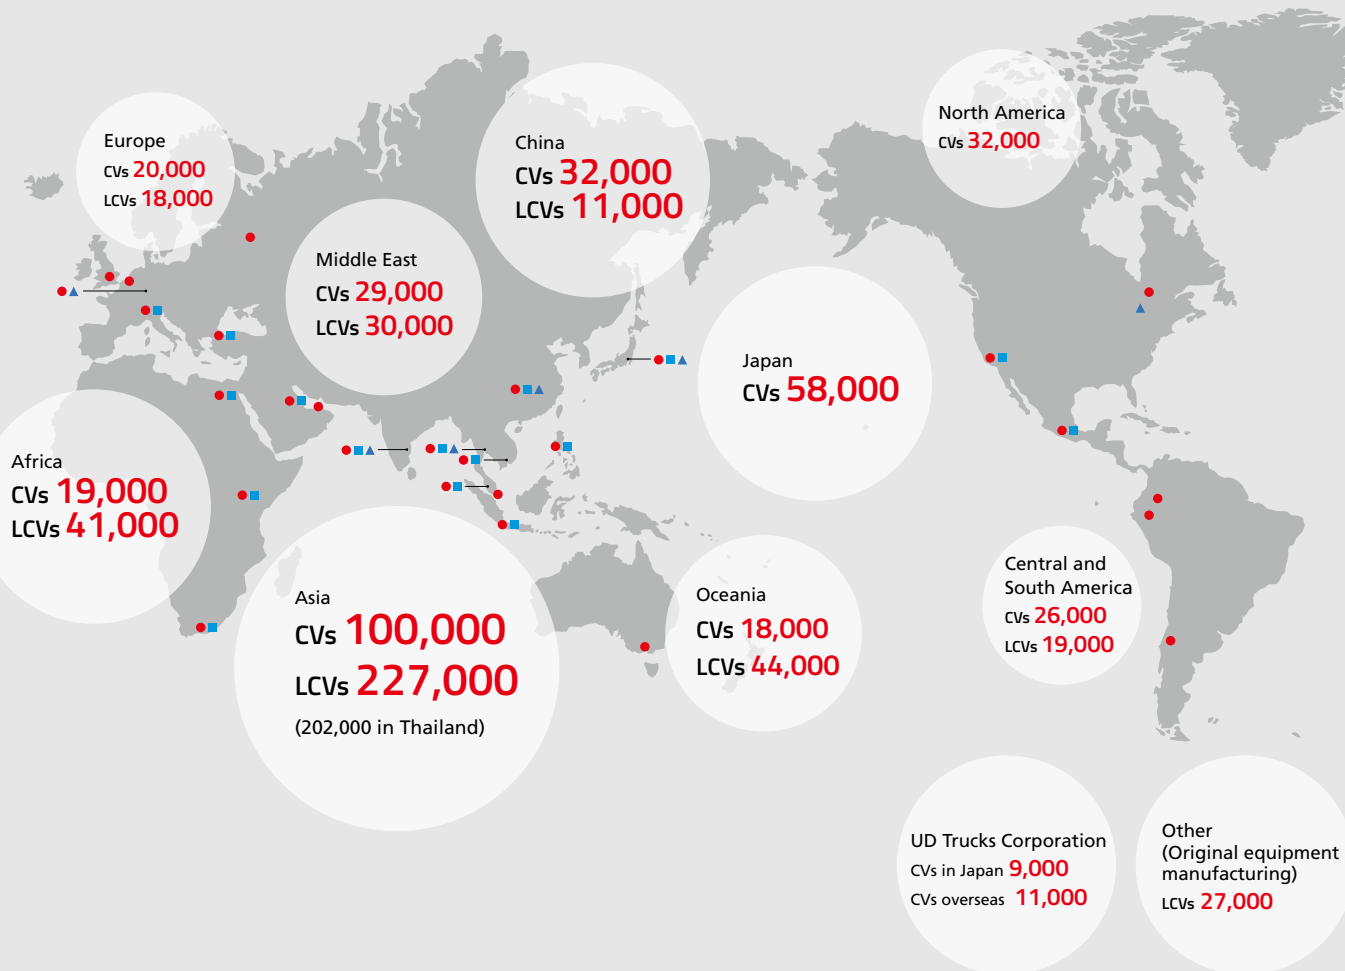 Europe
CVs 20,000
LCVs 18,000
China
CVs 32,000
LCVs 11,000
North America
CVs 32,000
Middle East
CVs 29,000
LCVs 30,000
Japan
CVs 58,000
Africa
CVs 19,000
LCVs 41,000
Asia
CVs 100,000
LCVs 227,000
(202,000 in Thailand)
Oceania
CVs 18,000
LCVs 44,000
Central and
South America
CVs 26,000
LCVs 19,000
UD Trucks Corporation
CVs in Japan 9,000
CVs overseas 11,000
Other
(Original equipment
manufacturing)
LCVs 27,000